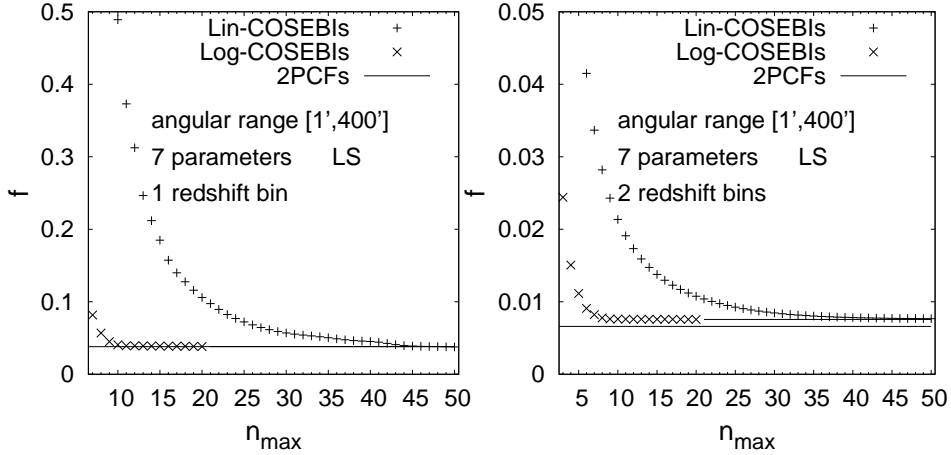 0.5
0.4
0.3
0.2
0.1
0
f
Lin-COSEBIs
Log-COSEBIs
2PCFs
angular range [1',400']
7 parameters LS
1 redshift bin
10 15 20 25 30 35 40 45 50
n_max
0.05
0.04
0.03
0.02
0.01
0
f
Lin-COSEBIs
Log-COSEBIs
2PCFs
angular range [1',400']
7 parameters LS
2 redshift bins
5 10 15 20 25 30 35 40 45 50
n_max